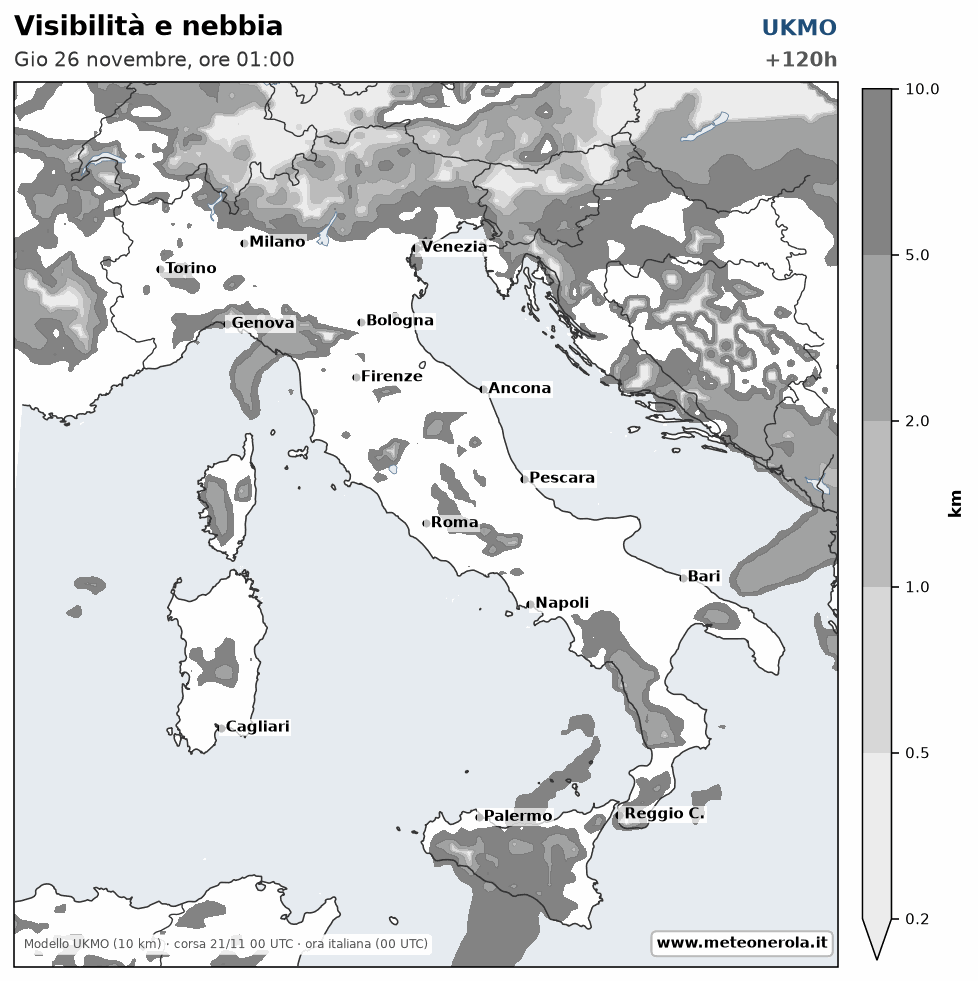 Visibilità e nebbia
UKMO
Gio 26 novembre, ore 01:00
+120h
10.0
5.0
2.0
1.0
0.5
0.2
km
Milano
Venezia
Torino
Genova
Bologna
Firenze
Ancona
Pescara
Roma
Bari
Napoli
Cagliari
Palermo
Reggio C.
Modello UKMO (10 km) · corsa 21/11 00 UTC · ora italiana (00 UTC)
www.meteonerola.it